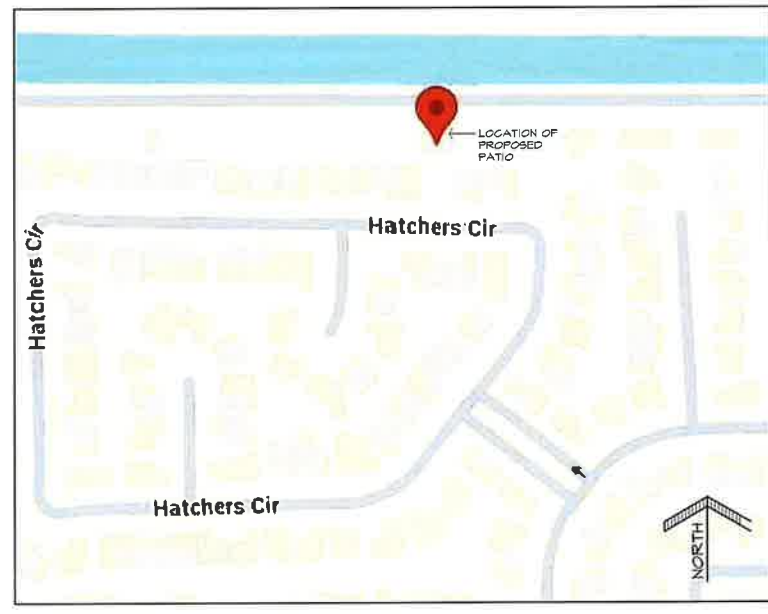 LOCATION OF
PROPOSED
PATIO
Hatchers Cir
Hatchers Cir
Hatchers Cir
NORTH